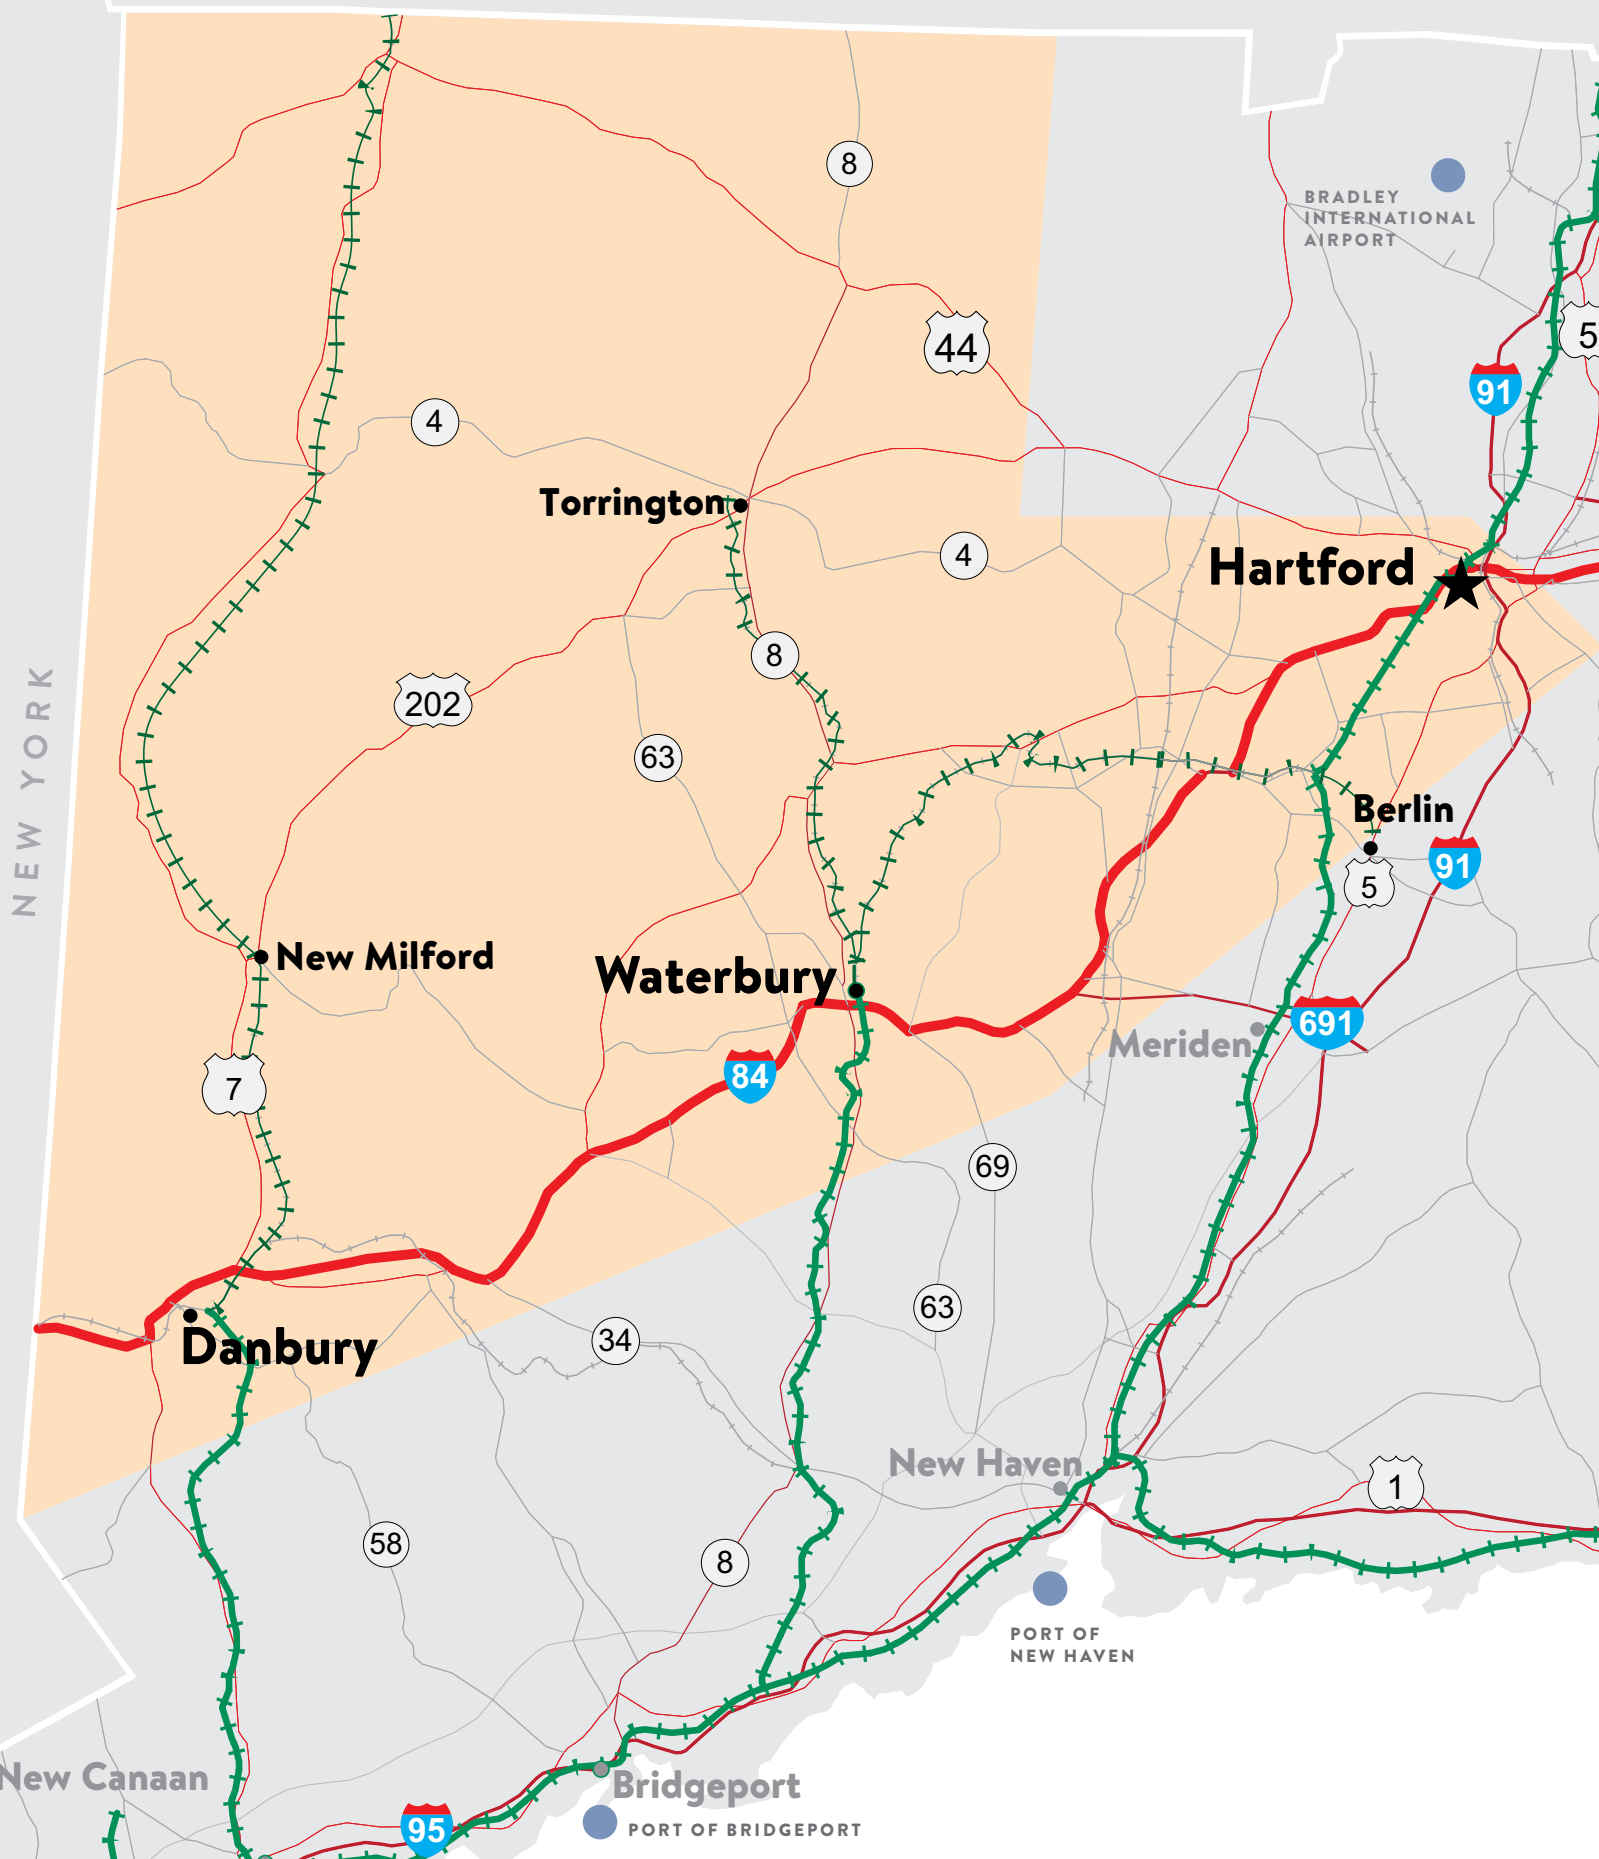 8
BRADLEY
INTERNATIONAL
AIRPORT
44
5
91
4
Torrington
4
Hartford
8
NEW YORK
202
63
Berlin
91
5
New Milford
Waterbury
691
Meriden
84
7
69
63
Danbury
34
New Haven
1
58
8
PORT OF
NEW HAVEN
New Canaan
Bridgeport
95
PORT OF BRIDGEPORT